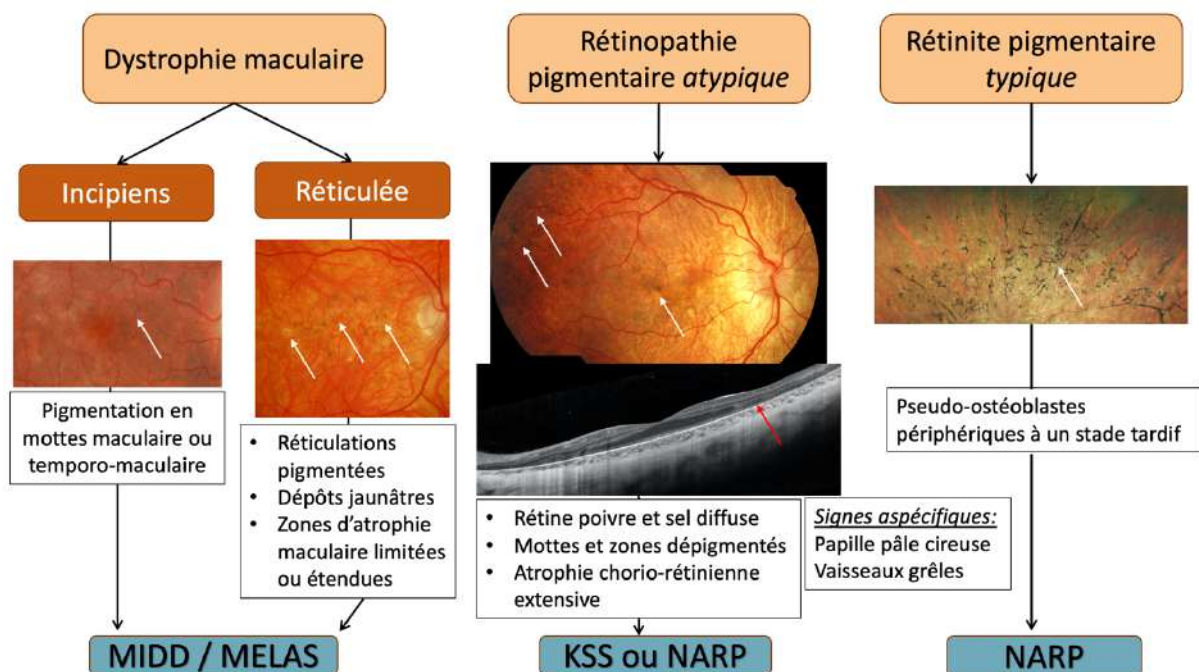 Dystrophie maculaire
Rétinopathie
pigmentaire atypique
Rétinite pigmentaire
typique
Incipiens
Réticulée
Pigmentation en
mottes maculaire ou
temporo-maculaire
• Réticulations
pigmentées
• Dépôts jaunâtres
• Zones d’atrophie
maculaire limitées
ou étendues
• Rétine poivre et sel diffuse
• Mottes et zones dépigmentés
• Atrophie chorio-rétinienne
extensive
Pseudo-ostéoblastes
périphériques à un stade tardif
Signes aspécifiques:
Papille pâle cireuse
Vaisseaux grêles
MIDD / MELAS
KSS ou NARP
NARP